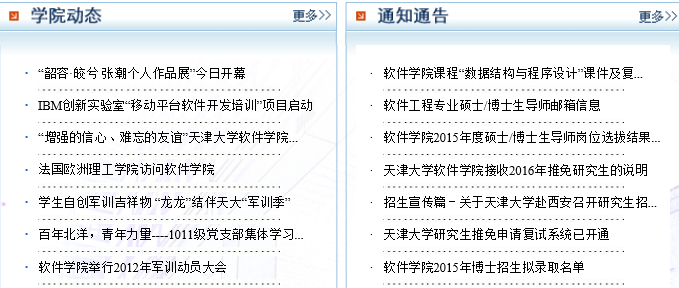 学院动态
更多>>
· “韶容·皎兮 张潮个人作品展”今日开幕
· IBM创新实验室“移动平台软件开发培训”项目启动
· “增强的信心、难忘的友谊”天津大学软件学院...
· 法国欧洲理工学院访问软件学院
· 学生自创军训吉祥物 “龙龙”结伴天大“军训季”
· 百年北洋，青年力量----1011级党支部集体学习...
· 软件学院举行2012年军训动员大会
通知通告
更多>>
· 软件学院课程“数据结构与程序设计”课件及复...
· 软件工程专业硕士/博士生导师邮箱信息
· 软件学院2015年度硕士/博士生导师岗位选拔结果...
· 天津大学软件学院接收2016年推免研究生的说明
· 招生宣传篇－关于天津大学赴西安召开研究生招...
· 天津大学研究生推免申请复试系统已开通
· 软件学院2015年博士招生拟录取名单